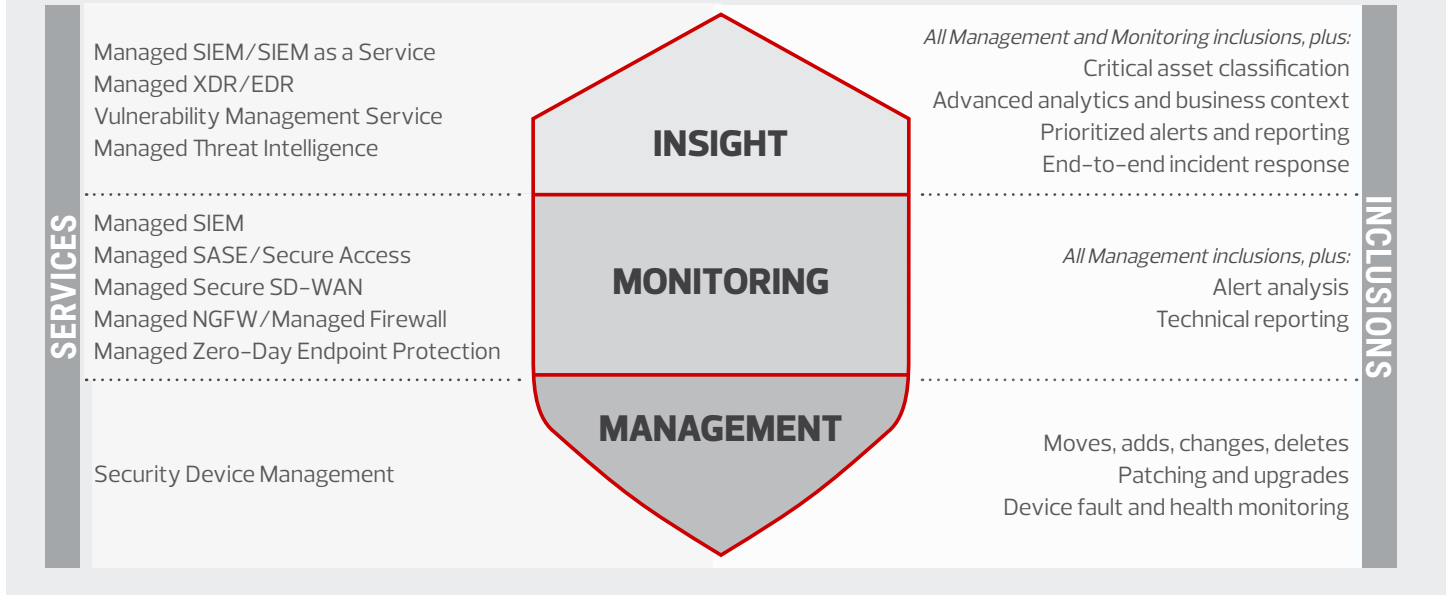 SERVICES
Managed SIEM/SIEM as a Service
Managed XDR/EDR
Vulnerability Management Service
Managed Threat Intelligence
INSIGHT
All Management and Monitoring inclusions, plus:
Critical asset classification
Advanced analytics and business context
Prioritized alerts and reporting
End-to-end incident response
Managed SIEM
Managed SASE/Secure Access
Managed Secure SD-WAN
Managed NGFW/Managed Firewall
Managed Zero-Day Endpoint Protection
MONITORING
All Management inclusions, plus:
Alert analysis
Technical reporting
Security Device Management
MANAGEMENT
Moves, adds, changes, deletes
Patching and upgrades
Device fault and health monitoring
INCLUSIONS